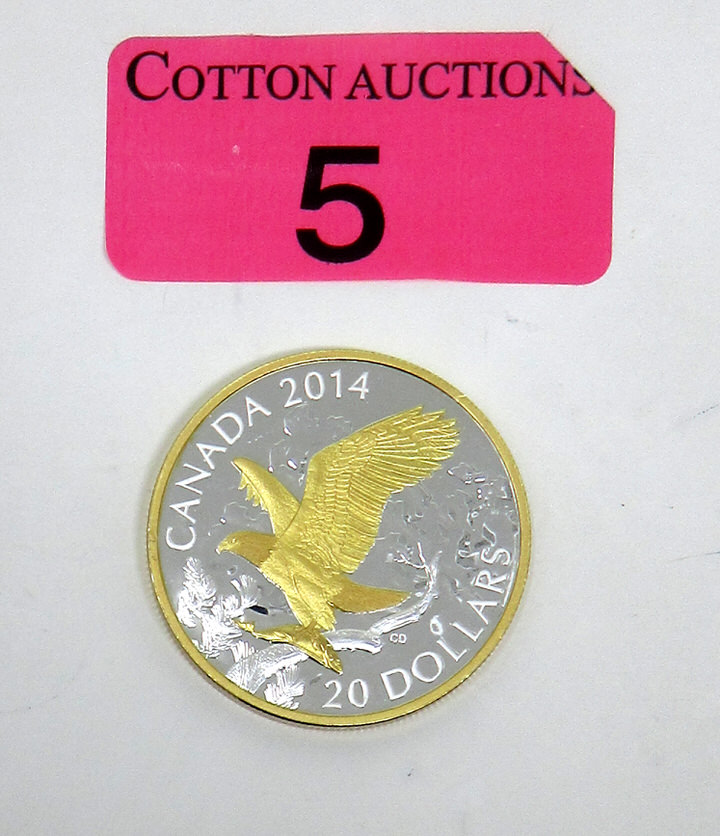 COTTON AUCTIONS
5
CANADA 2014
20 DOLLARS
CD